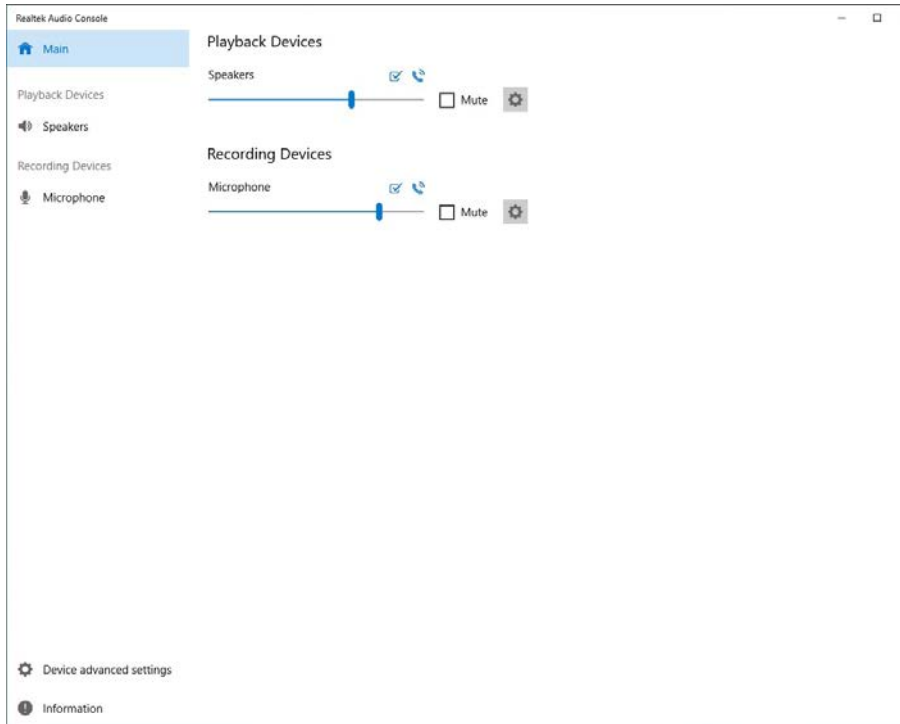 Realtek Audio Console
Main
Playback Devices
Speakers
Recording Devices
Microphone
Device advanced settings
Information
Playback Devices
Speakers
Mute
Recording Devices
Microphone
Mute